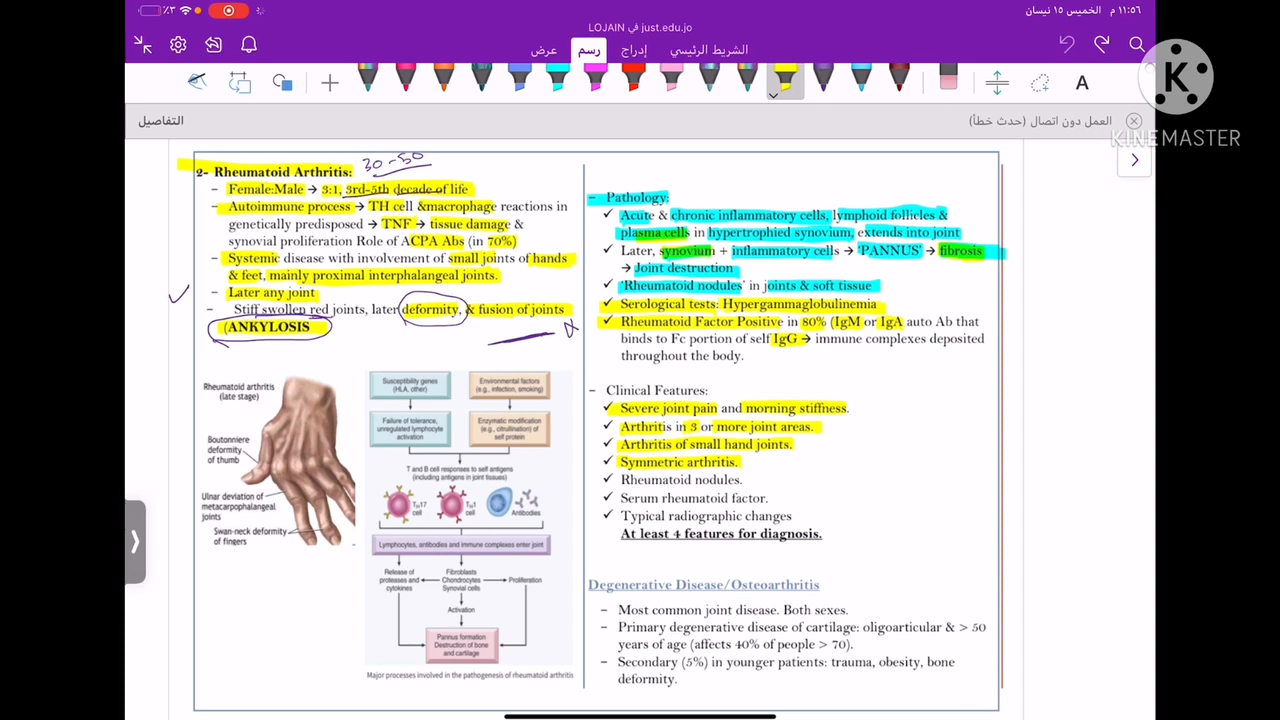 ١١:٥٦ م الخميس ١٥ نيسان
٪٣
LOJAIN في just.edu.jo
الشريط الرئيسي
إدراج
رسم
عرض
A
العمل دون اتصال (حدث خطأ)
التفاصيل
K
KINEMASTER
30-50
2- Rheumatoid Arthritis:
– Female:Male → 3:1, 3rd-5th decade of life
– Autoimmune process → TH cell &macrophage reactions in
genetically predisposed → TNF → tissue damage &
synovial proliferation Role of ACPA Abs (in 70%)
– Systemic disease with involvement of small joints of hands
& feet, mainly proximal interphalangeal joints.
– Later any joint
– Stiff swollen red joints, later deformity, & fusion of joints
(ANKYLOSIS
Rheumatoid arthritis
(late stage)
Boutonniere
deformity
of thumb
Ulnar deviation of
metacarpophalangeal
joints
Swan-neck deformity
of fingers
Susceptibility genes
(HLA, other)
Environmental factors
(e.g., infection, smoking)
Failure of tolerance,
unregulated lymphocyte
activation
Enzymatic modification
(e.g., citrullination) of
self protein
T and B cell responses to self antigens
(including antigens in joint tissues)
TH17
cell
TH1
cell
Antibodies
Lymphocytes, antibodies and immune complexes enter joint
Release of
proteases and
cytokines
Fibroblasts
Chondrocytes
Synovial cells
Proliferation
Activation
Pannus formation
Destruction of bone
and cartilage
Major processes involved in the pathogenesis of rheumatoid arthritis
– Pathology:
✓ Acute & chronic inflammatory cells, lymphoid follicles &
plasma cells in hypertrophied synovium, extends into joint
✓ Later, synovium + inflammatory cells → 'PANNUS' → fibrosis
→ Joint destruction
✓ 'Rheumatoid nodules' in joints & soft tissue
✓ Serological tests: Hypergammaglobulinemia
✓ Rheumatoid Factor Positive in 80% (IgM or IgA auto Ab that
binds to Fc portion of self IgG → immune complexes deposited
throughout the body.
– Clinical Features:
✓ Severe joint pain and morning stiffness.
✓ Arthritis in 3 or more joint areas.
✓ Arthritis of small hand joints.
✓ Symmetric arthritis.
✓ Rheumatoid nodules.
✓ Serum rheumatoid factor.
✓ Typical radiographic changes
At least 4 features for diagnosis.
Degenerative Disease/Osteoarthritis
– Most common joint disease. Both sexes.
– Primary degenerative disease of cartilage: oligoarticular & > 50
years of age (affects 40% of people > 70).
– Secondary (5%) in younger patients: trauma, obesity, bone
deformity.